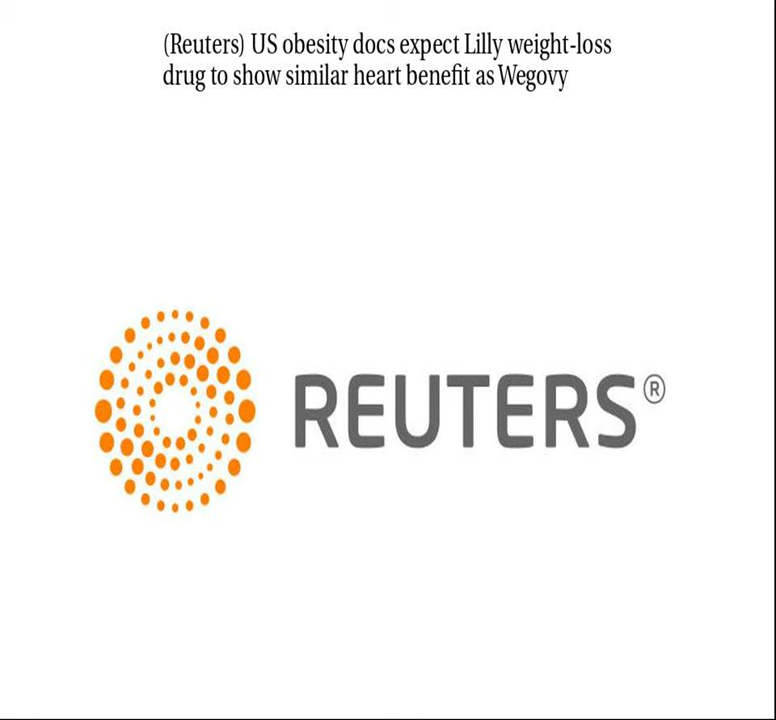 (Reuters) US obesity docs expect Lilly weight-loss
drug to show similar heart benefit as Wegovy
REUTERS®